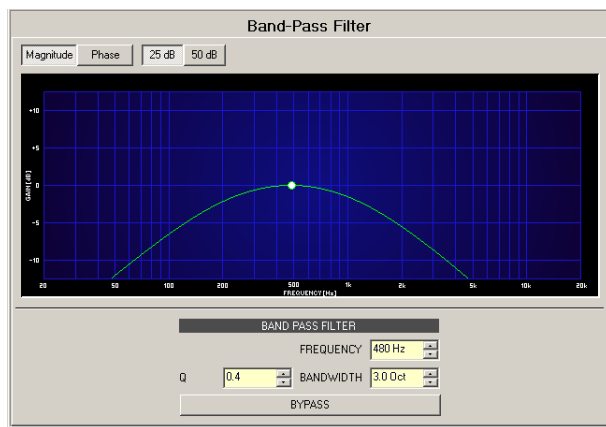 Band-Pass Filter
Magnitude Phase 25 dB 50 dB
+10
+5
0
-5
-10
GAIN[dB]
20 50 100 200 500 1k 2k 5k 10k 20k
FREQUENCY[Hz]
BAND PASS FILTER
FREQUENCY 480 Hz
Q 0.4 BANDWIDTH 3.0 Oct
BYPASS